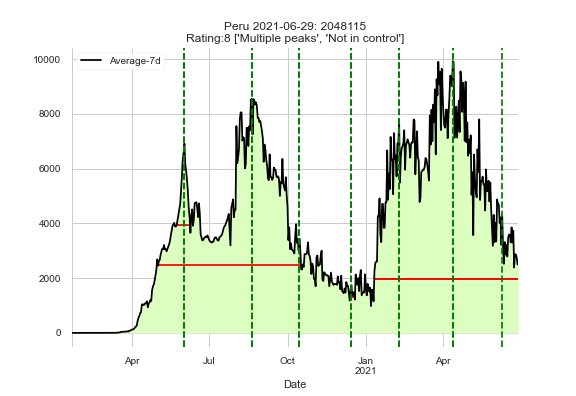 Peru 2021-06-29: 2048115
Rating:8 ['Multiple peaks', 'Not in control']
Average-7d
10000
8000
6000
4000
2000
0
Apr
Jul
Oct
Jan
2021
Apr
Date